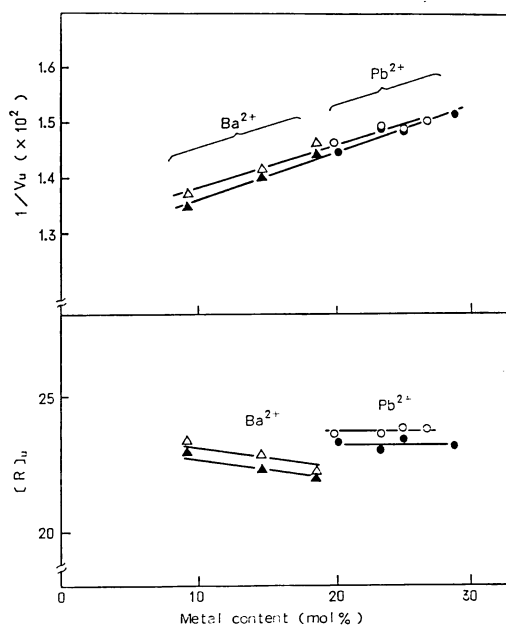 1.6
1.5
1.4
1.3
1/Vu (×10²)
Ba²⁺
Pb²⁺
25
20
[R]u
Ba²⁺
Pb²⁺
0
10
20
30
Metal content (mol%)